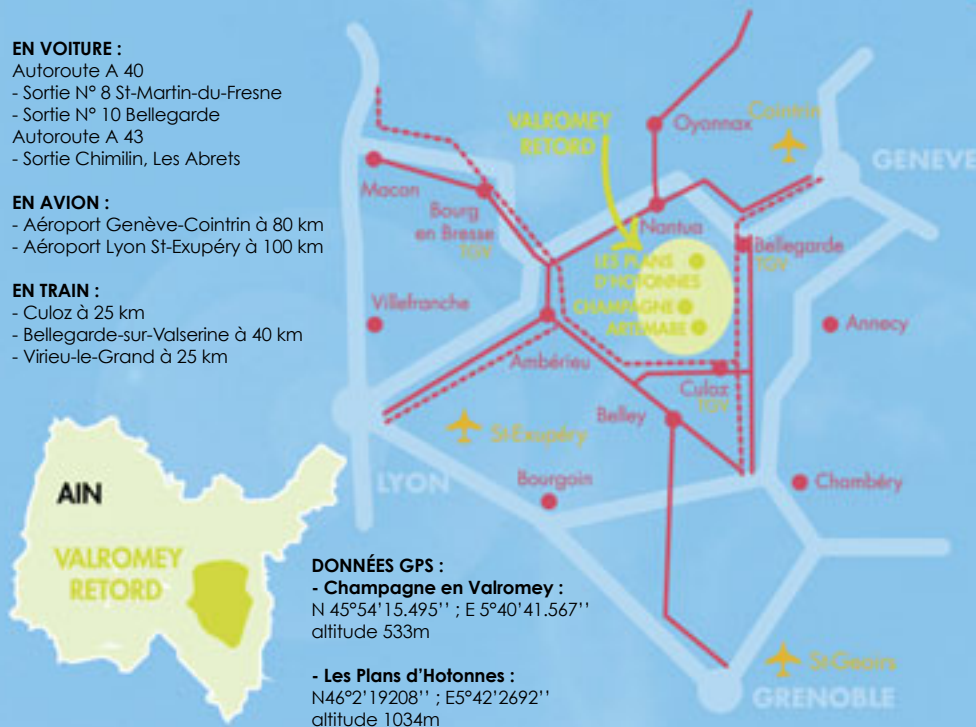 EN VOITURE :
Autoroute A 40
- Sortie N° 8 St-Martin-du-Fresne
- Sortie N° 10 Bellegarde
Autoroute A 43
- Sortie Chimilin, Les Abrets
EN AVION :
- Aéroport Genève-Cointrin à 80 km
- Aéroport Lyon St-Exupéry à 100 km
EN TRAIN :
- Culoz à 25 km
- Bellegarde-sur-Valserine à 40 km
- Virieu-le-Grand à 25 km
VALROMEY
RETORD
Oyonnax
Cointrin
GENEVE
Macon
Bourg
en Bresse
TGV
Nantua
Bellegarde
TGV
LES PLANS
D'HOTONNES
CHAMPAGNE
ARTEMARE
Villefranche
Annecy
Ambérieu
Culoz
TGV
Belley
St-Exupéry
LYON
Bourgoin
Chambéry
St-Geoirs
GRENOBLE
AIN
VALROMEY
RETORD
DONNÉES GPS :
- Champagne en Valromey :
N 45°54'15.495'' ; E 5°40'41.567''
altitude 533m
- Les Plans d'Hotonnes :
N46°2'19208'' ; E5°42'2692''
altitude 1034m